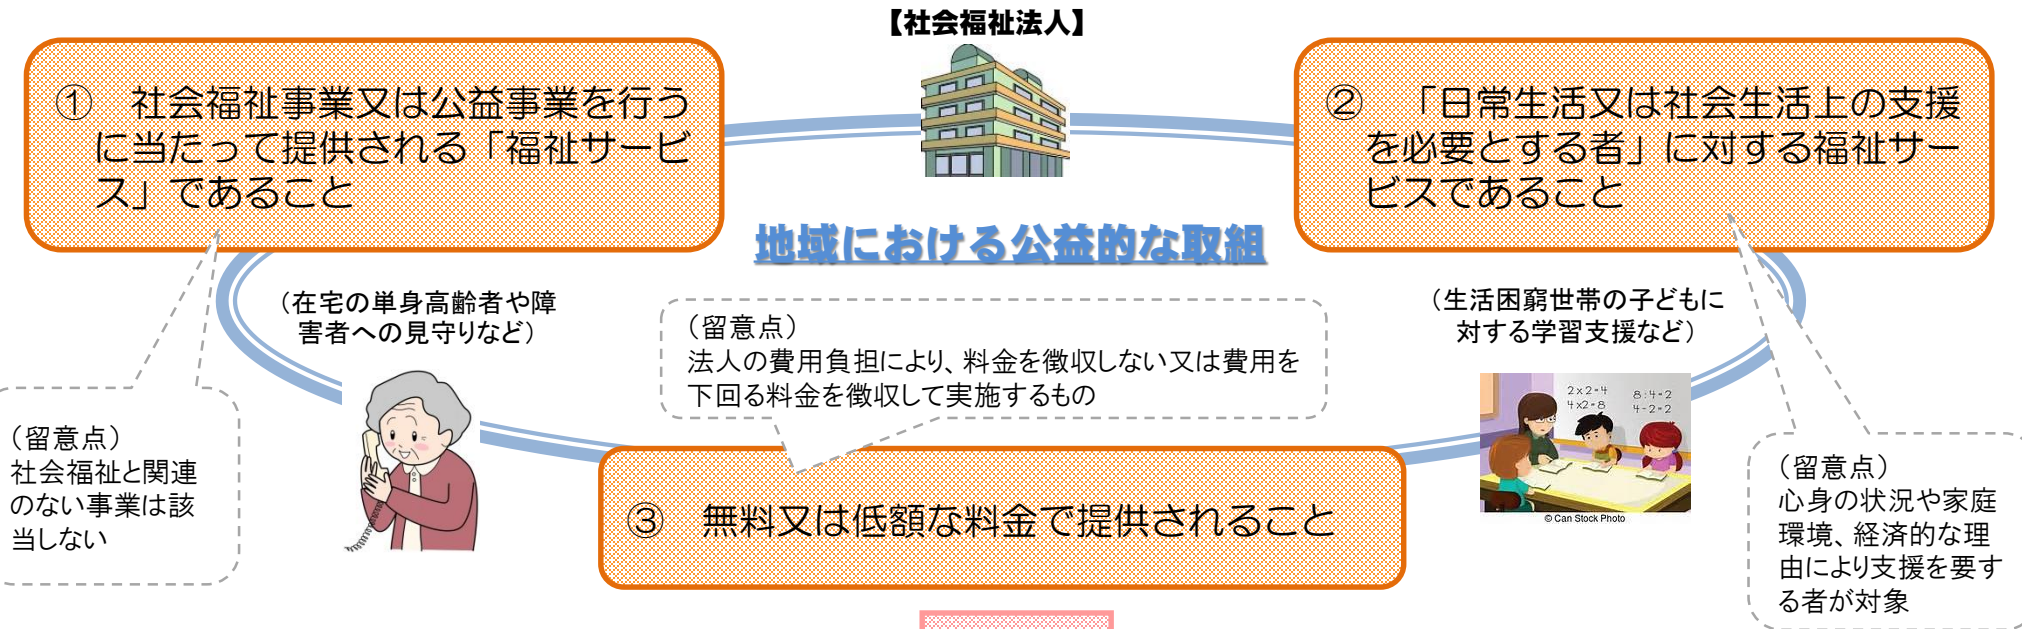 【社会福祉法人】
① 社会福祉事業又は公益事業を行う
に当たって提供される「福祉サービ
ス」であること
② 「日常生活又は社会生活上の支援
を必要とする者」に対する福祉サー
ビスであること
地域における公益的な取組
（在宅の単身高齢者や障
害者への見守りなど）
（留意点）
法人の費用負担により、料金を徴収しない又は費用を
下回る料金を徴収して実施するもの
（生活困窮世帯の子どもに
対する学習支援など）
2×2=4
4×2=8
8:4=2
4-2=2
© Can Stock Photo
（留意点）
社会福祉と関連
のない事業は該
当しない
③ 無料又は低額な料金で提供されること
（留意点）
心身の状況や家庭
環境、経済的な理
由により支援を要す
る者が対象